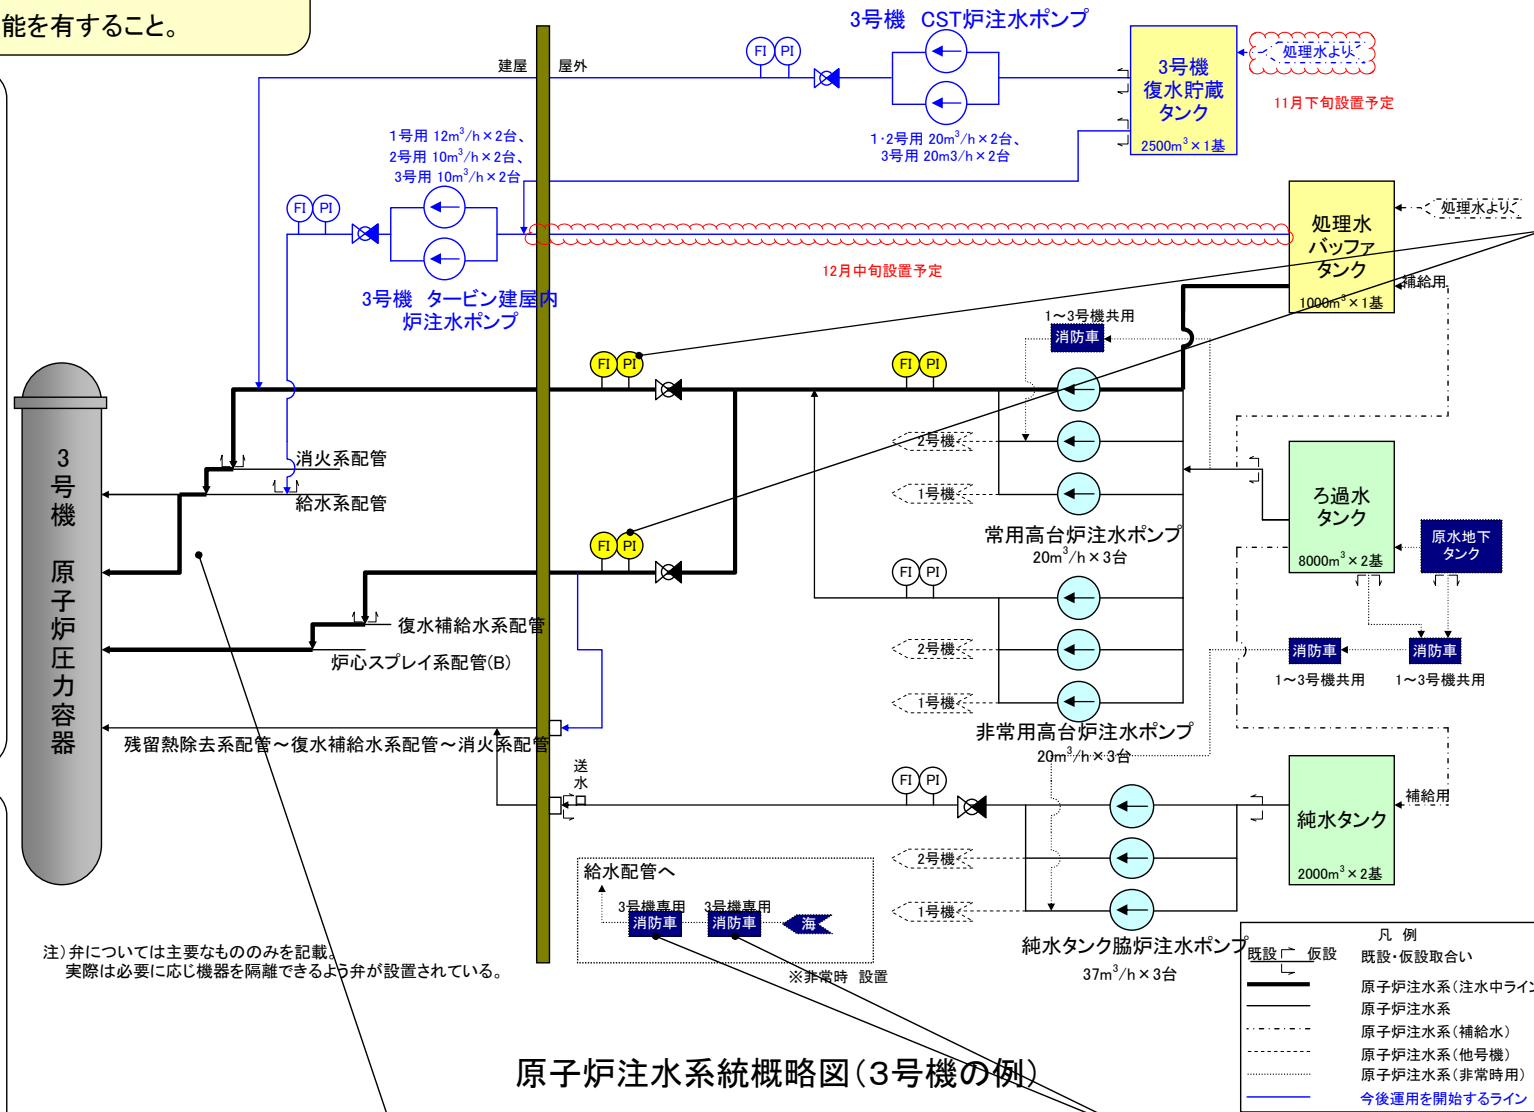 能を有すること。
3号機 CST炉注水ポンプ
FI PI
建屋 屋外
3号機
復水貯蔵
タンク
2500m³×1基
処理水より
11月下旬設置予定
1号用 12m³/h×2台、
2号用 10m³/h×2台、
3号用 10m³/h×2台
1・2号用 20m³/h×2台、
3号用 20m3/h×2台
FI PI
処理水
バッファ
タンク
1000m³×1基
処理水より
補給用
12月中旬設置予定
3号機 タービン建屋内
炉注水ポンプ
1～3号機共用
消防車
FI PI
FI PI
2号機
1号機
常用高台炉注水ポンプ
20m³/h×3台
3号機 原子炉圧力容器
消火系配管
給水系配管
ろ過水
タンク
8000m³×2基
原水地下
タンク
FI PI
FI PI
復水補給水系配管
炉心スプレイ系配管(B)
2号機
1号機
消防車
消防車
1～3号機共用
1～3号機共用
非常用高台炉注水ポンプ
20m³/h×3台
残留熱除去系配管～復水補給水系配管～消火系配管
送水口
FI PI
補給用
純水タンク
2000m³×2基
2号機
1号機
給水配管へ
3号機専用
3号機専用
消防車
消防車
海
純水タンク脇炉注水ポンプ
37m³/h×3台
※非常時 設置
注)弁については主要なもののみを記載。
実際は必要に応じ機器を隔離できるよう弁が設置されている。
凡 例
既設 仮設 既設・仮設取合い
原子炉注水系(注水中ライン
原子炉注水系
原子炉注水系(補給水)
原子炉注水系(他号機)
原子炉注水系(非常時用)
今後運用を開始するライン
原子炉注水系統概略図(3号機の例)